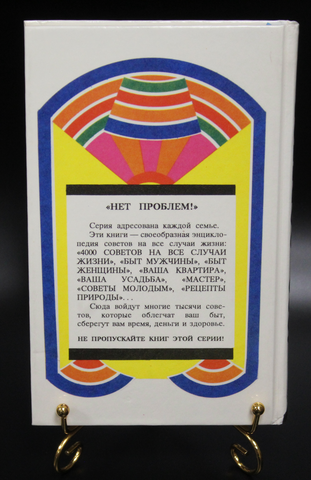 «НЕТ ПРОБЛЕМ!»
Серия адресована каждой семье.
Эти книги — своеобразная энцикло-
педия советов на все случаи жизни:
«4000 СОВЕТОВ НА ВСЕ СЛУЧАИ
ЖИЗНИ», «БЫТ МУЖЧИНЫ», «БЫТ
ЖЕНЩИНЫ», «ВАША КВАРТИРА»,
«ВАША УСАДЬБА», «МАСТЕР»,
«СОВЕТЫ МОЛОДЫМ», «РЕЦЕПТЫ
ПРИРОДЫ»...
Сюда войдут многие тысячи сове-
тов, которые облегчат ваш быт,
сберегут вам время, деньги и здоровье.
НЕ ПРОПУСКАЙТЕ КНИГ ЭТОЙ СЕРИИ!